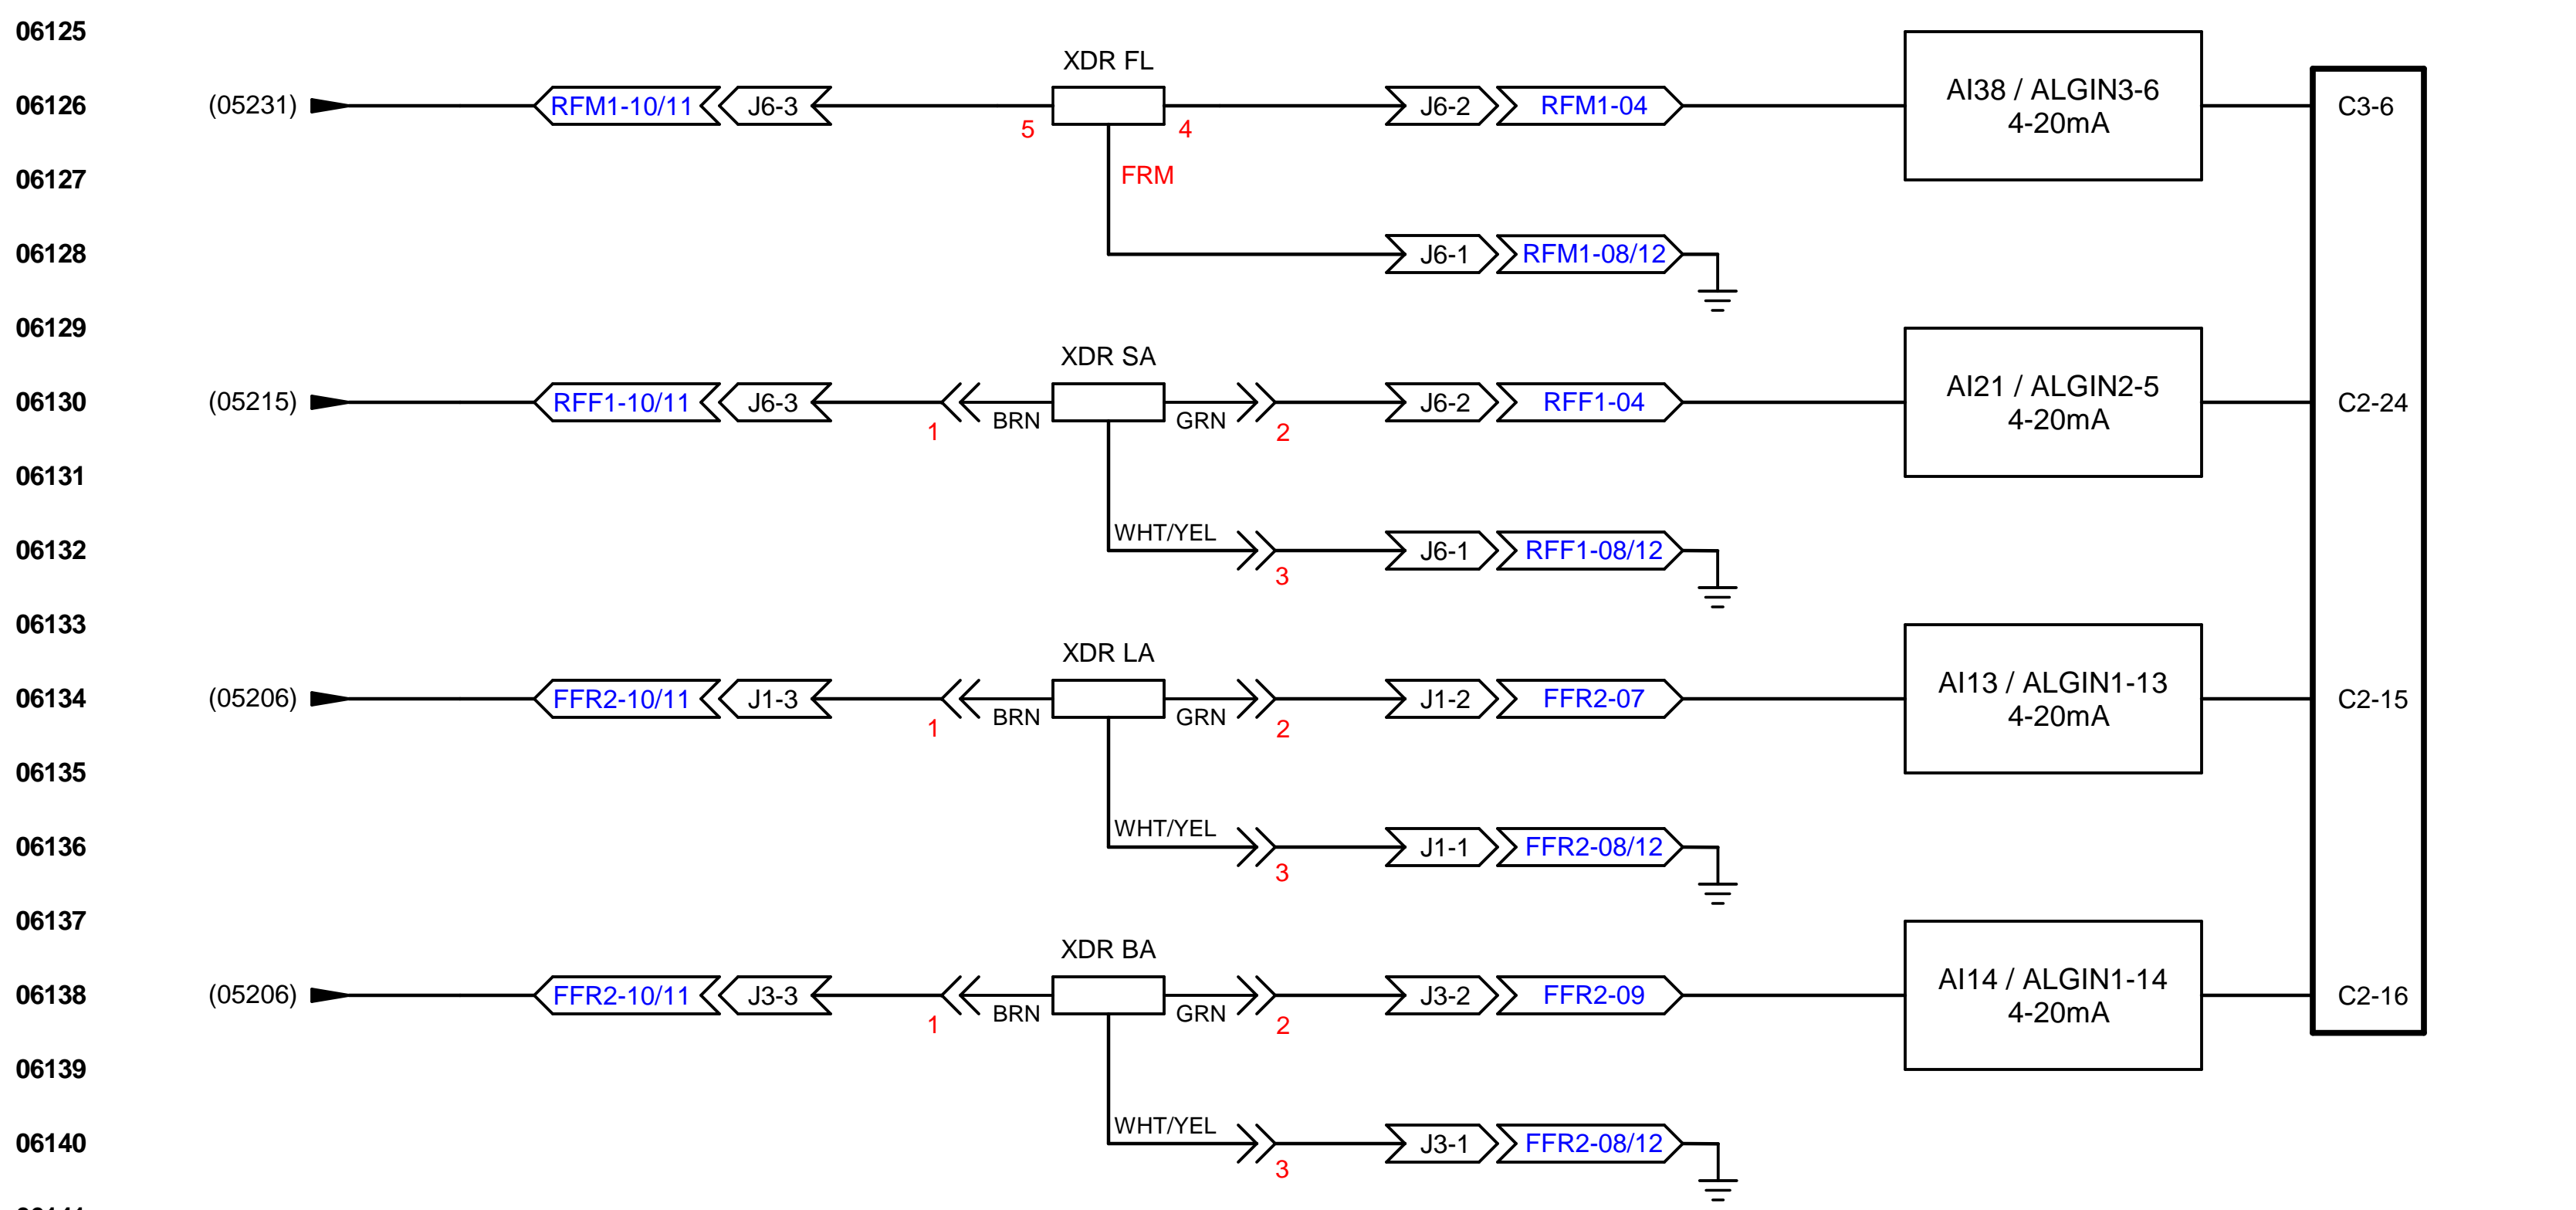 06125
XDR FL
06126 (05231) RFM1-10/11 J6-3 J6-2 RFM1-04 AI38 / ALGIN3-6 C3-6
5 4 4-20mA
06127 FRM
06128 J6-1 RFM1-08/12
06129
XDR SA
06130 (05215) RFF1-10/11 J6-3 J6-2 RFF1-04 AI21 / ALGIN2-5 C2-24
1 BRN GRN 2 4-20mA
06131
WHT/YEL
06132 J6-1 RFF1-08/12
3
06133
XDR LA
06134 (05206) FFR2-10/11 J1-3 J1-2 FFR2-07 AI13 / ALGIN1-13 C2-15
1 BRN GRN 2 4-20mA
06135
WHT/YEL
06136 J1-1 FFR2-08/12
3
06137
XDR BA
06138 (05206) FFR2-10/11 J3-3 J3-2 FFR2-09 AI14 / ALGIN1-14 C2-16
1 BRN GRN 2 4-20mA
06139
WHT/YEL
06140 J3-1 FFR2-08/12
3